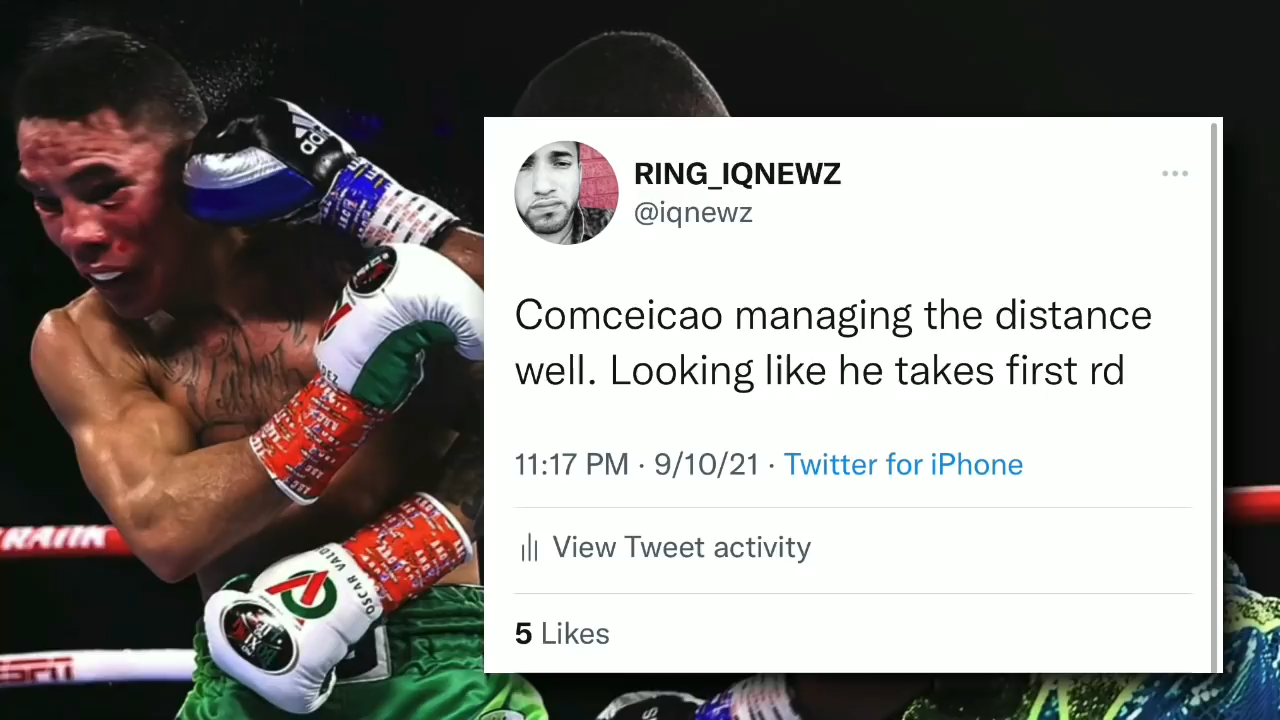 adidas
RING_IQNEWZ
@iqnewz
Comceicao managing the distance
well. Looking like he takes first rd
11:17 PM · 9/10/21 · Twitter for iPhone
View Tweet activity
5 Likes
OSCAR VALD
ESPN